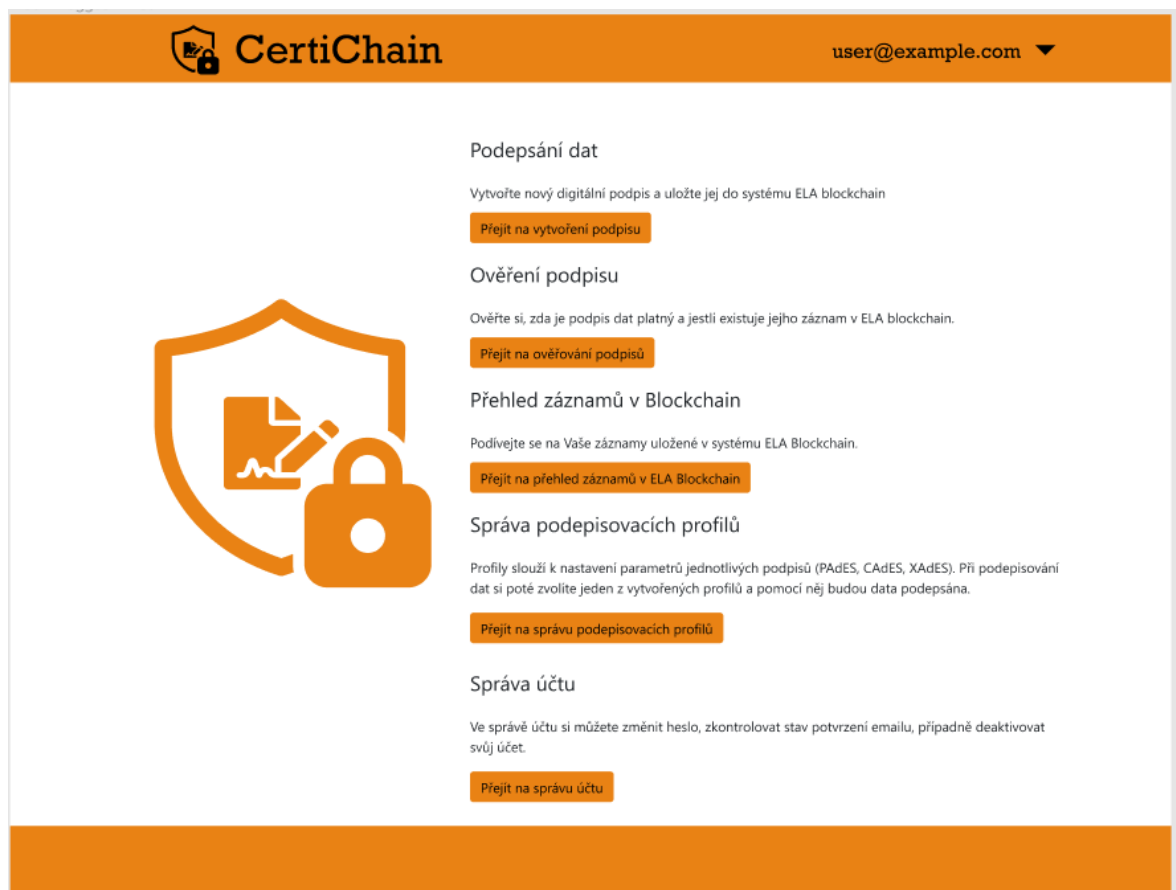 CertiChain
user@example.com
Podepsání dat
Vytvořte nový digitální podpis a uložte jej do systému ELA blockchain
Přejít na vytvoření podpisu
Ověření podpisu
Ověřte si, zda je podpis dat platný a jestli existuje jejho záznam v ELA blockchain.
Přejít na ověřování podpisů
Přehled záznamů v Blockchain
Podívejte se na Vaše záznamy uložené v systému ELA Blockchain.
Přejít na přehled záznamů v ELA Blockchain
Správa podepisovacích profilů
Profily slouží k nastavení parametrů jednotlivých podpisů (PAdES, CAdES, XAdES). Při podepisování
dat si poté zvolíte jeden z vytvořených profilů a pomocí něj budou data podepsána.
Přejít na správu podepisovacích profilů
Správa účtu
Ve správě účtu si můžete změnit heslo, zkontrolovat stav potvrzení emailu, případně deaktivovat
svůj účet.
Přejít na správu účtu